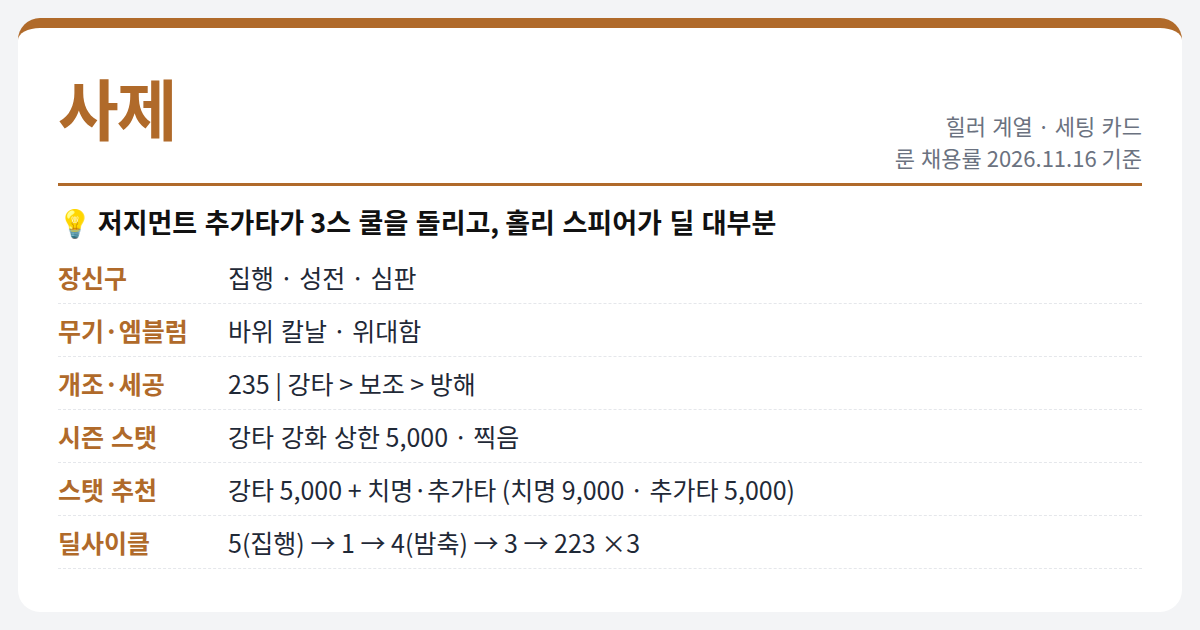 사제
힐러 계열 · 세팅 카드
룬 채용률 2026.11.16 기준
💡 저지먼트 추가타가 3스 쿨을 돌리고, 홀리 스피어가 딜 대부분
장신구 집행 · 성전 · 심판
무기·엠블럼 바위 칼날 · 위대함
개조·세공 235 | 강타 > 보조 > 방해
시즌 스탯 강타 강화 상한 5,000 · 찍음
스탯 추천 강타 5,000 + 치명·추가타 (치명 9,000 · 추가타 5,000)
딜사이클 5(집행) → 1 → 4(밤축) → 3 → 223 ×3